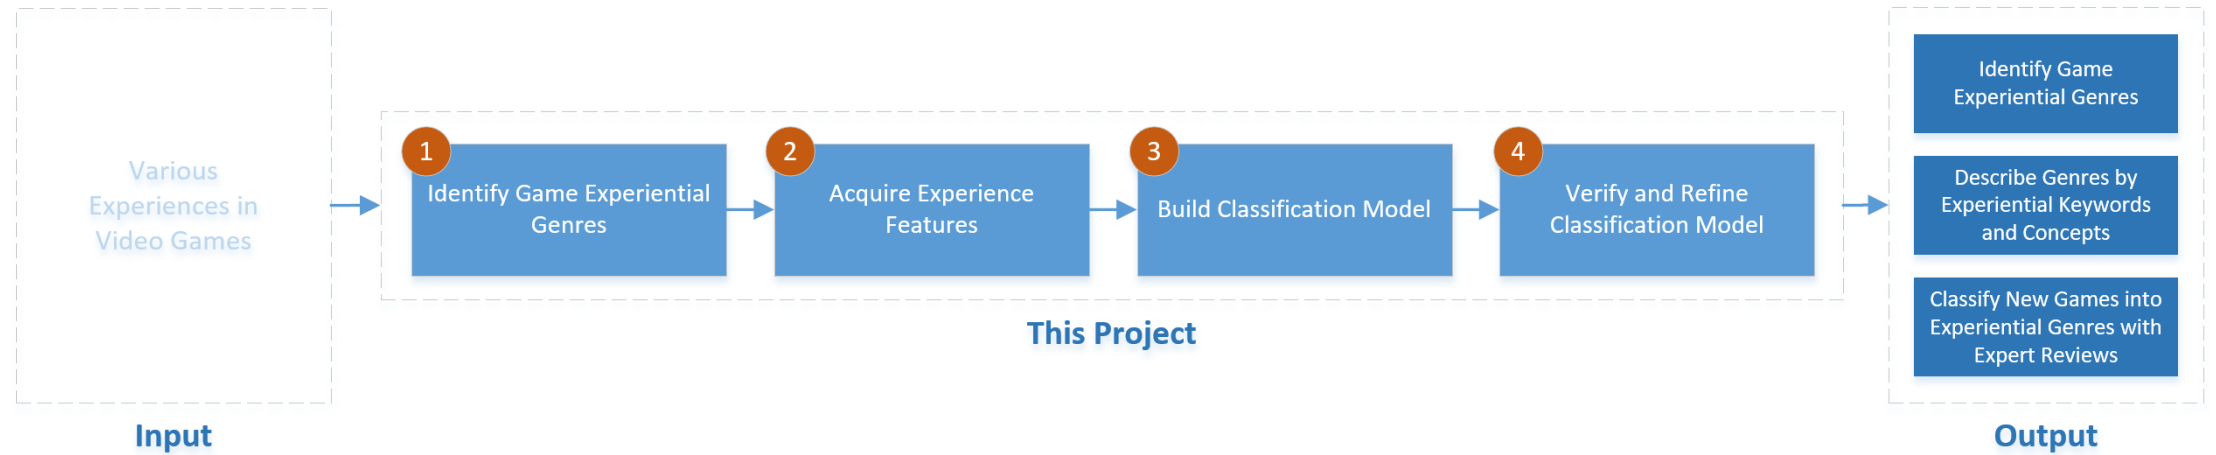 Various
Experiences in
Video Games
Input
1
Identify Game Experiential
Genres
2
Acquire Experience
Features
3
Build Classification Model
4
Verify and Refine
Classification Model
This Project
Identify Game
Experiential Genres
Describe Genres by
Experiential Keywords
and Concepts
Classify New Games into
Experiential Genres with
Expert Reviews
Output